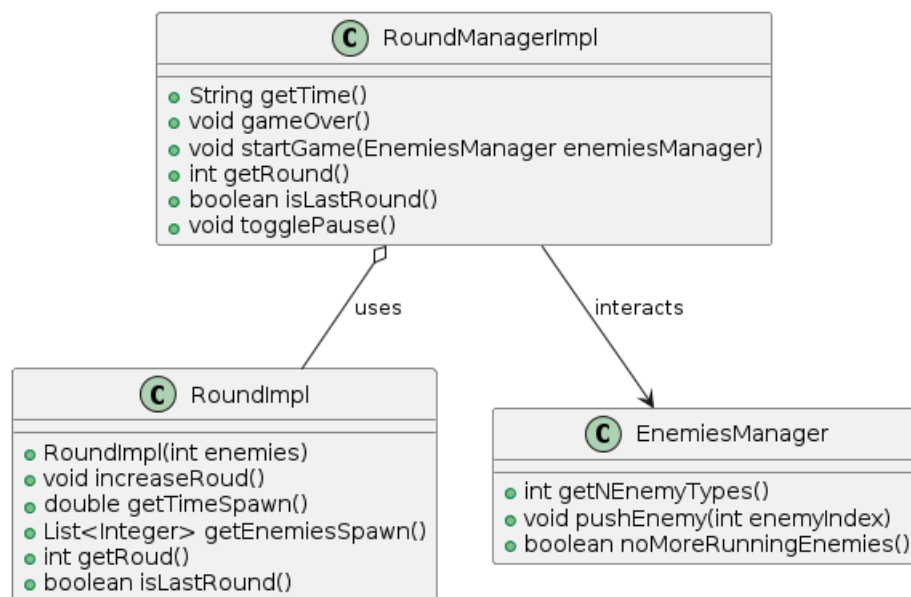 C RoundManagerImpl
String getTime()
void gameOver()
void startGame(EnemiesManager enemiesManager)
int getRound()
boolean isLastRound()
void togglePause()
uses
interacts
C RoundImpl
RoundImpl(int enemies)
void increaseRoud()
double getTimeSpawn()
List<Integer> getEnemiesSpawn()
int getRoud()
boolean isLastRound()
C EnemiesManager
int getNEnemyTypes()
void pushEnemy(int enemyIndex)
boolean noMoreRunningEnemies()